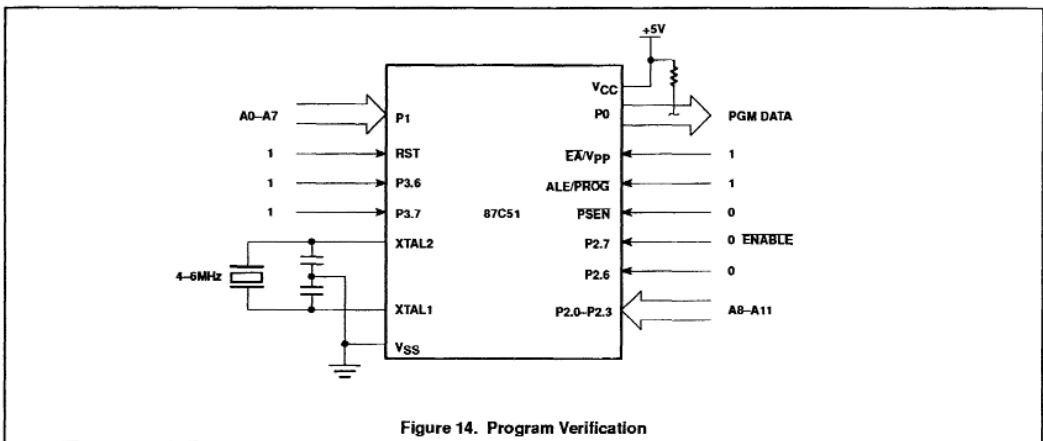 +5V
VCC
A0–A7
P1
P0
PGM DATA
1
RST
EA/VPP
1
1
P3.6
ALE/PROG
1
1
P3.7
87C51
PSEN
0
XTAL2
P2.7
0 ENABLE
4–6MHz
P2.6
0
XTAL1
P2.0–P2.3
A8–A11
VSS
Figure 14. Program Verification